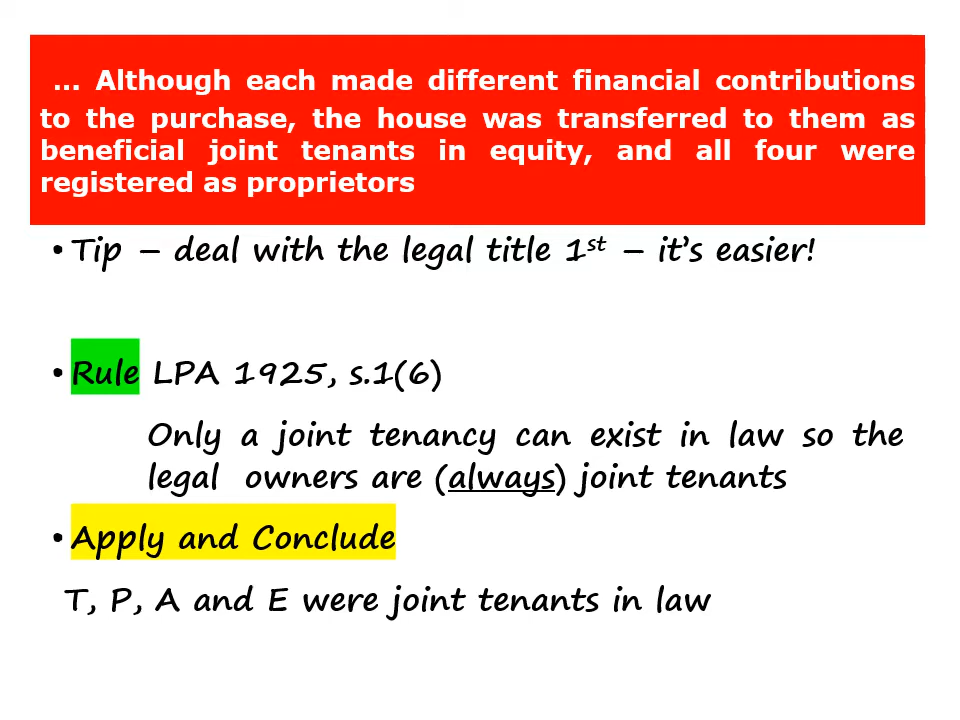 ... Although each made different financial contributions
to the purchase, the house was transferred to them as
beneficial joint tenants in equity, and all four were
registered as proprietors
• Tip – deal with the legal title 1st – it’s easier!
• Rule LPA 1925, s.1(6)
Only a joint tenancy can exist in law so the
legal owners are (always) joint tenants
• Apply and Conclude
T, P, A and E were joint tenants in law